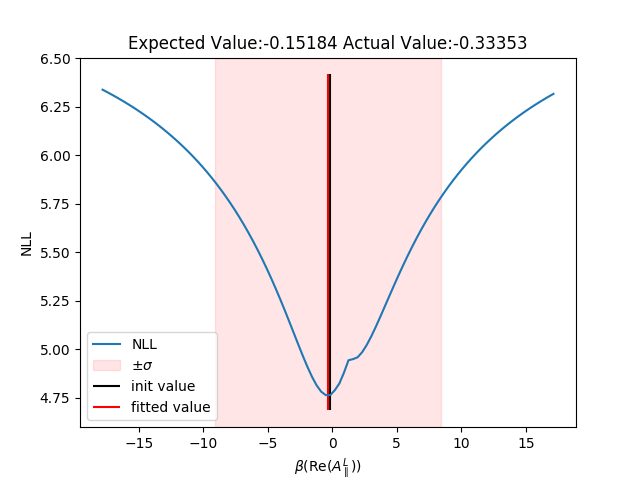 Expected Value:-0.15184 Actual Value:-0.33353
6.50
6.25
6.00
5.75
5.50
5.25
5.00
4.75
NLL
NLL
±σ
init value
fitted value
−15 −10 −5 0 5 10 15
β(Re(A_∥^L))